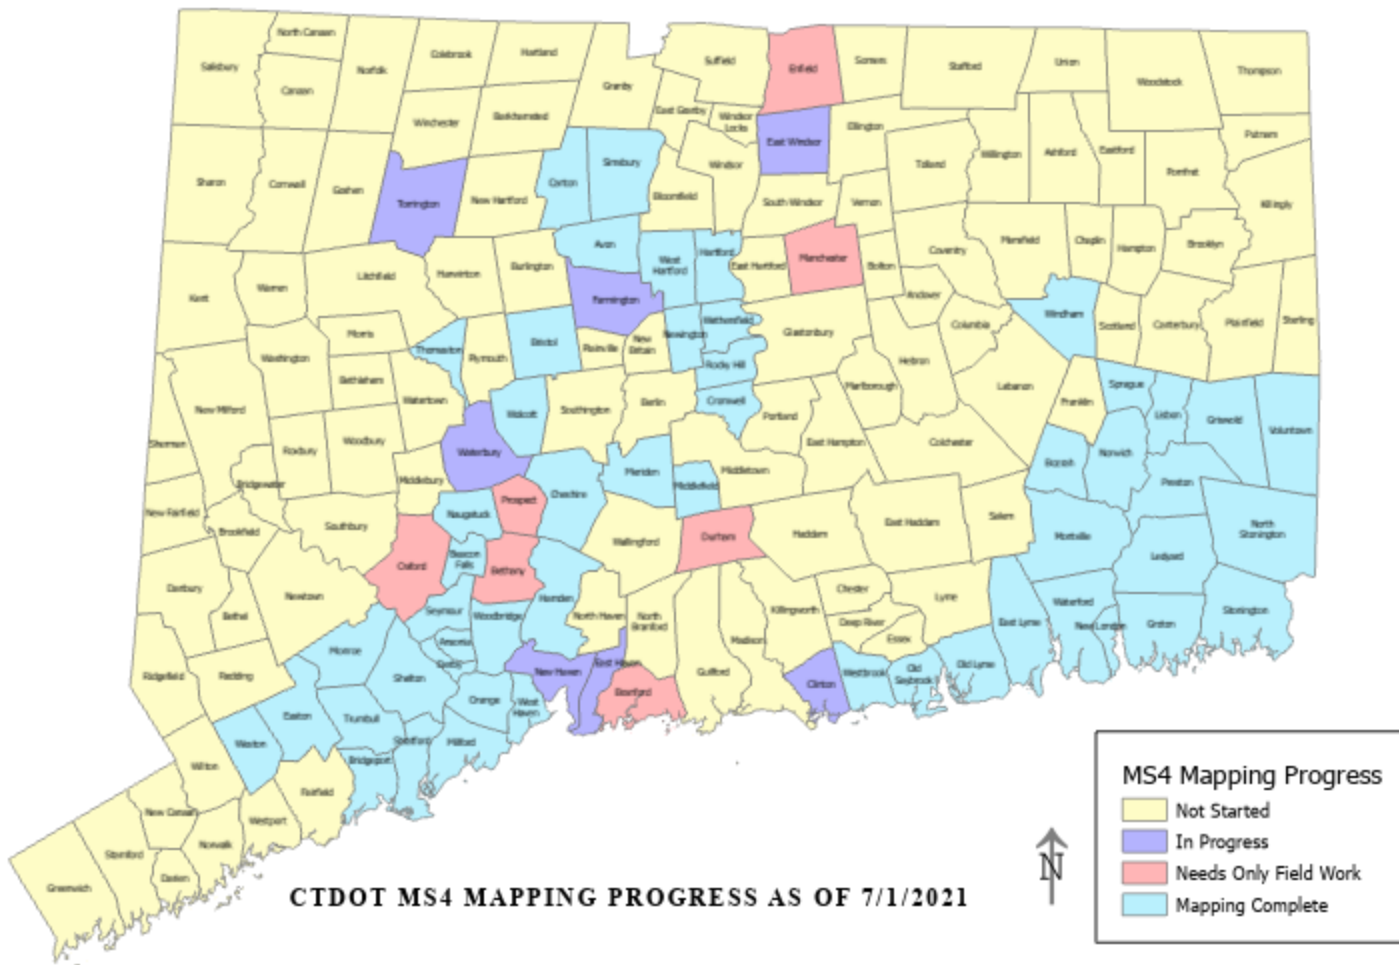 North Canaan
Salisbury
Canaan
Norfolk
Colebrook
Hartland
Granby
Suffield
Enfield
Somers
Stafford
Union
Woodstock
Thompson
Winchester
Barkhamsted
East Granby
Windsor
Locks
East Windsor
Ellington
Willington
Ashford
Eastford
Putnam
Pomfret
Sharon
Cornwall
Goshen
Torrington
New Hartford
Canton
Simsbury
Bloomfield
Windsor
South Windsor
Vernon
Tolland
Killingly
Litchfield
Harwinton
Burlington
Avon
West
Hartford
Hartford
East Hartford
Manchester
Bolton
Coventry
Mansfield
Chaplin
Hampton
Brooklyn
Kent
Warren
Morris
Farmington
Andover
Columbia
Windham
Scotland
Canterbury
Plainfield
Sterling
Washington
Bethlehem
Thomaston
Plymouth
Bristol
Plainville
New
Britain
Newington
Wethersfield
Rocky Hill
Glastonbury
Hebron
Marlborough
Lebanon
Franklin
Sprague
Lisbon
Griswold
Voluntown
New Milford
Watertown
Wolcott
Southington
Berlin
Cromwell
Portland
East Hampton
Colchester
Sherman
Roxbury
Woodbury
Waterbury
Meriden
Middletown
Middlefield
Bozrah
Norwich
Preston
Bridgewater
Middlebury
Cheshire
Prospect
Naugatuck
New Fairfield
Brookfield
Southbury
Oxford
Beacon
Falls
Bethany
Wallingford
Durham
Haddam
East Haddam
Salem
Montville
Ledyard
North
Stonington
Danbury
Bethel
Newtown
Seymour
Woodbridge
Hamden
North Haven
North
Branford
Madison
Killingworth
Chester
Deep River
Essex
Lyme
East Lyme
Waterford
New London
Groton
Stonington
Ridgefield
Redding
Monroe
Ansonia
Derby
Shelton
Orange
West
Haven
New Haven
East Haven
Branford
Guilford
Clinton
Westbrook
Old
Saybrook
Old Lyme
Weston
Easton
Trumbull
Stratford
Milford
Bridgeport
Wilton
Fairfield
New Canaan
Westport
Norwalk
Stamford
Darien
Greenwich
MS4 Mapping Progress
Not Started
In Progress
Needs Only Field Work
Mapping Complete
N
CTDOT MS4 MAPPING PROGRESS AS OF 7/1/2021